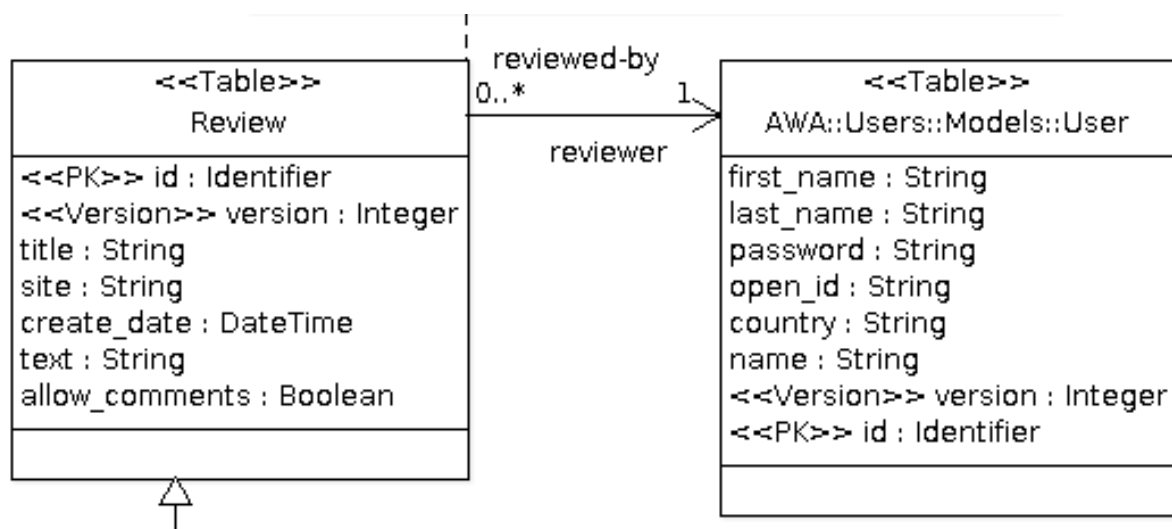 <<Table>>
Review
<<PK>> id : Identifier
<<Version>> version : Integer
title : String
site : String
create_date : DateTime
text : String
allow_comments : Boolean
reviewed-by
0..* 1
reviewer
<<Table>>
AWA::Users::Models::User
first_name : String
last_name : String
password : String
open_id : String
country : String
name : String
<<Version>> version : Integer
<<PK>> id : Identifier